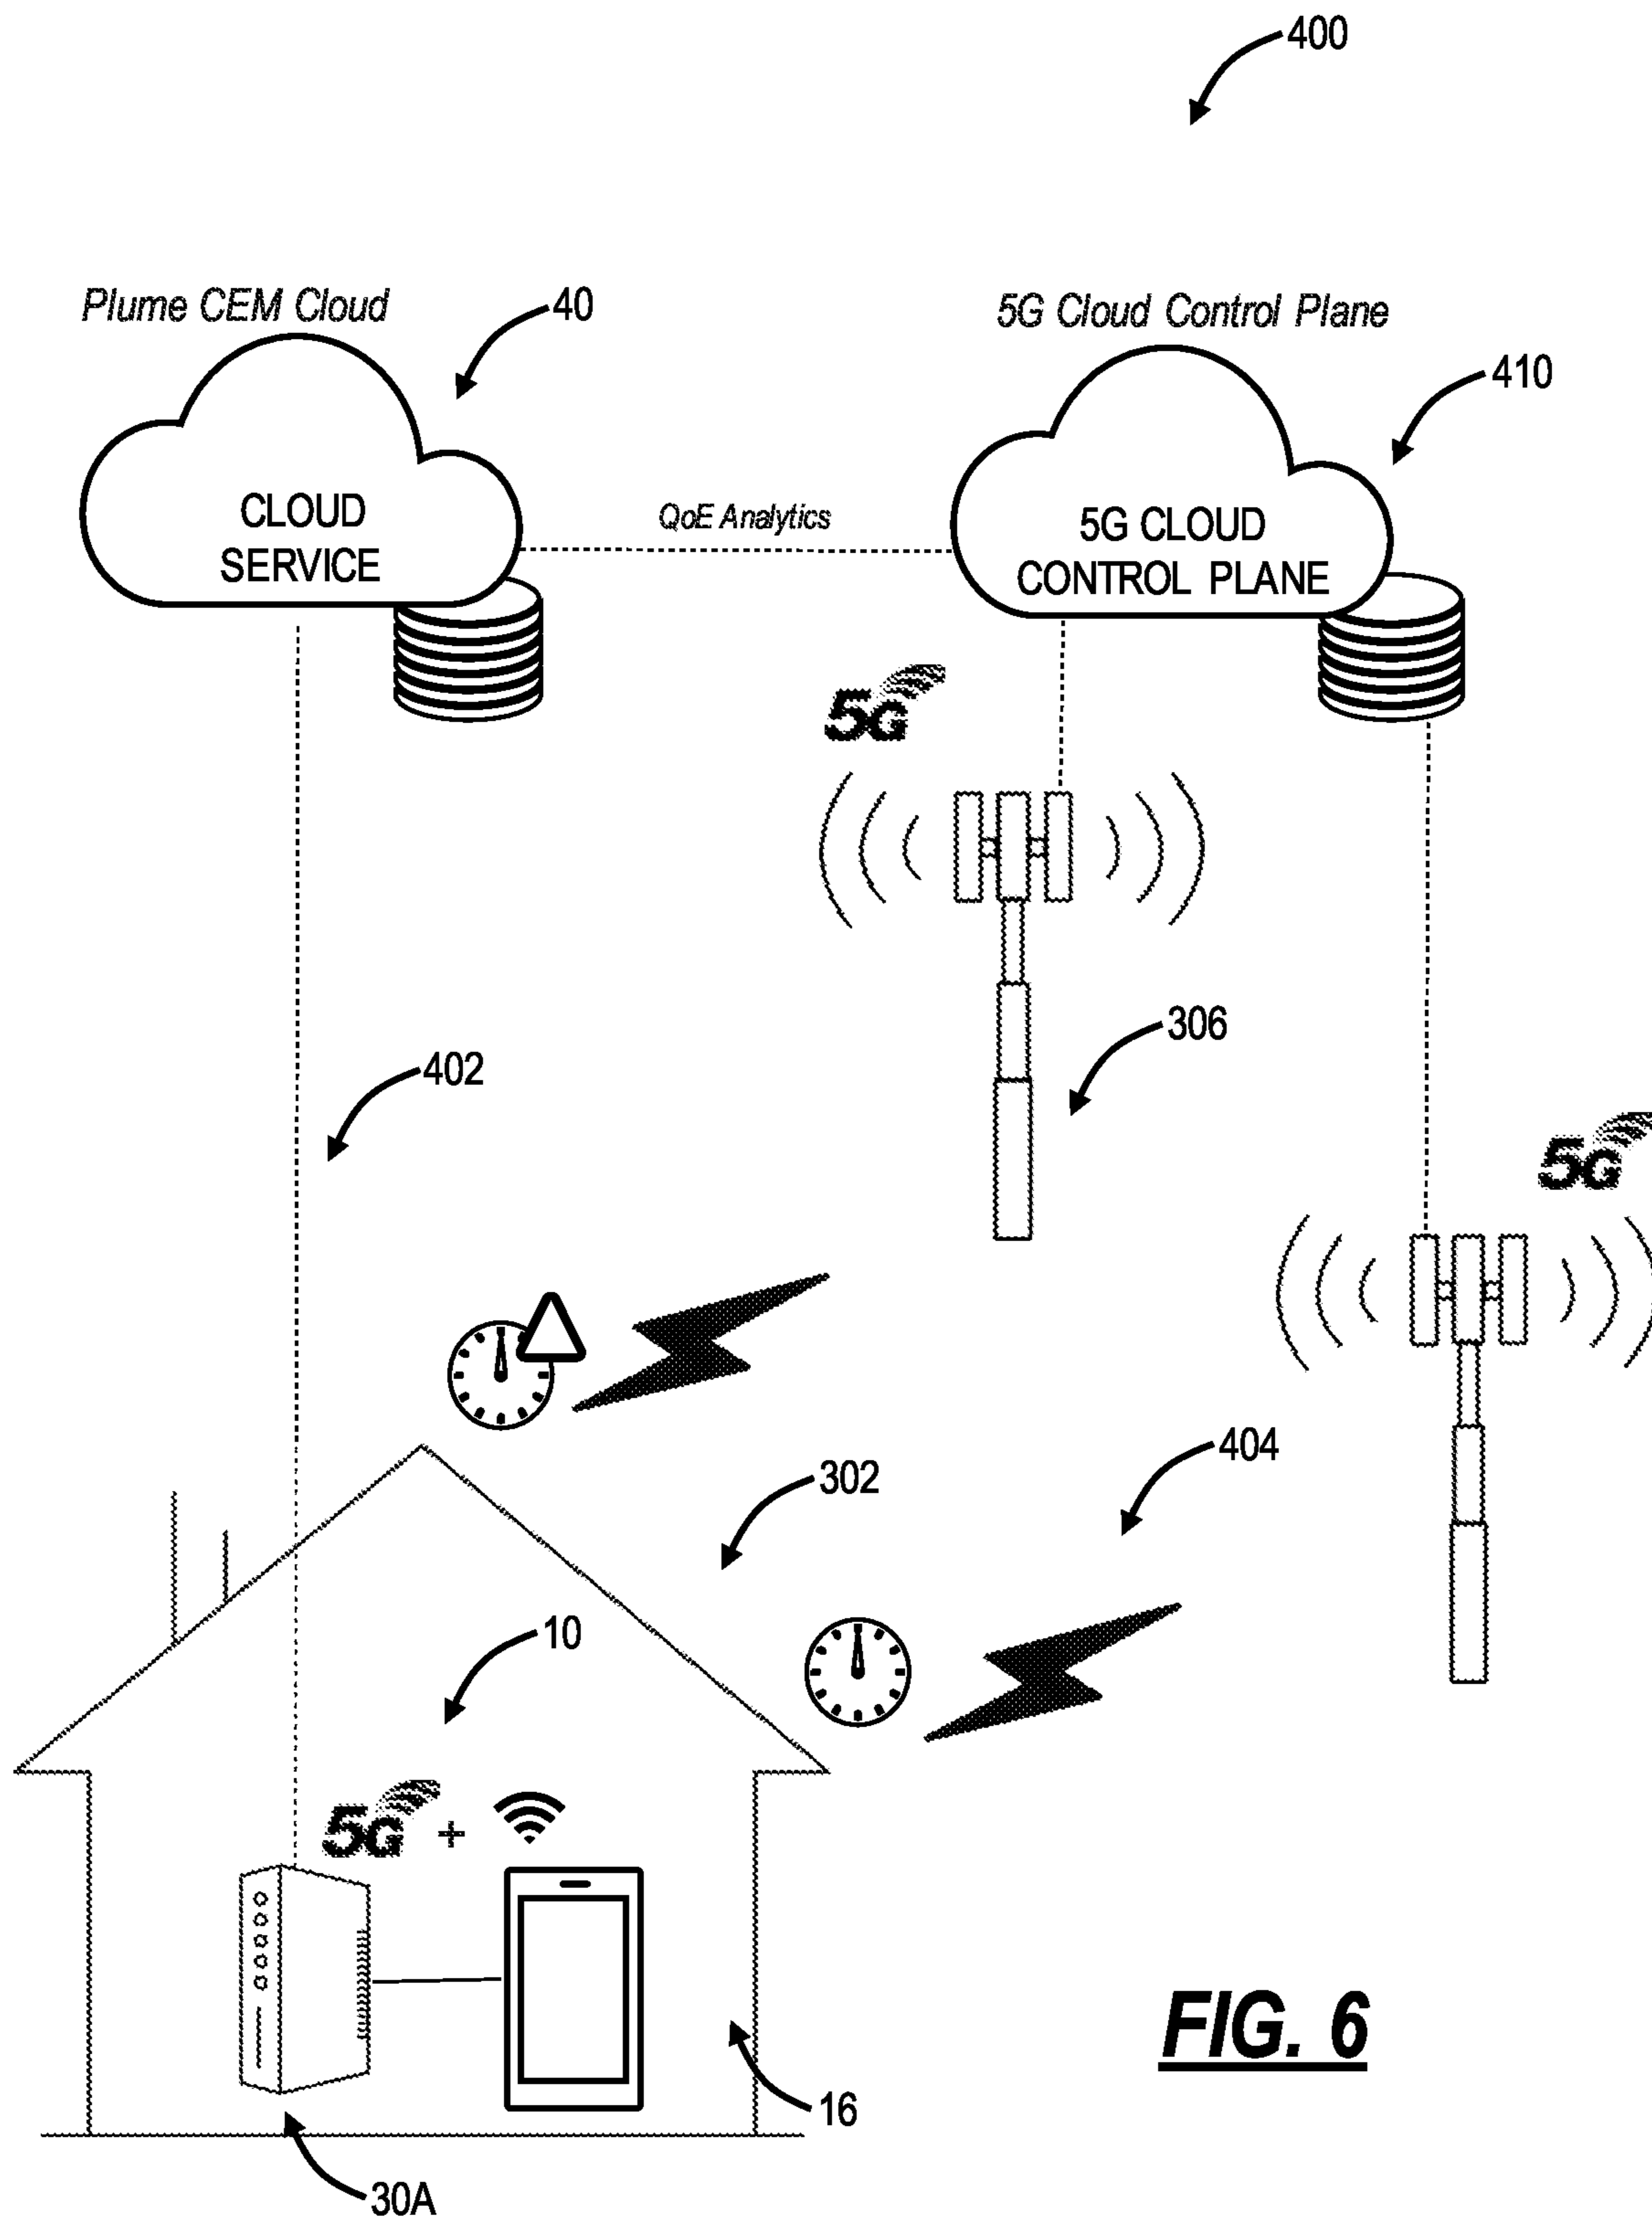 400
Plume CEM Cloud
40
5G Cloud Control Plane
410
CLOUD
SERVICE
QoE Analytics
5G CLOUD
CONTROL PLANE
5G
306
402
5G
404
302
10
5G +
16
30A
FIG. 6